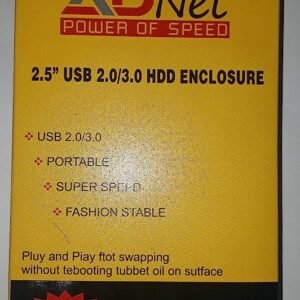 ADNet
POWER OF SPEED
2.5" USB 2.0/3.0 HDD ENCLOSURE
USB 2.0/3.0
PORTABLE
SUPER SPEED
FASHION STABLE
Pluy and Play ftot swapping
without tebooting tubbet oil on sutface